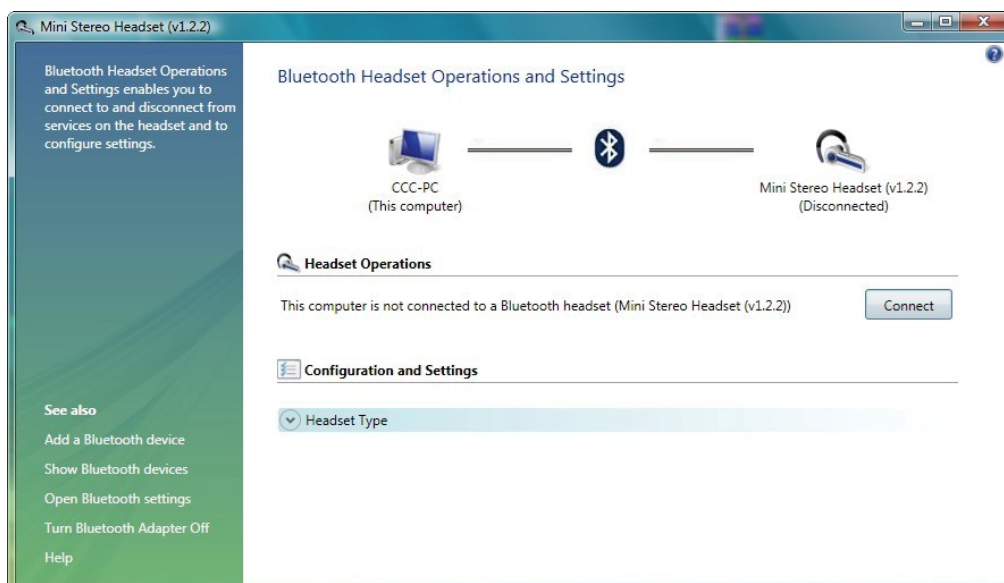 Mini Stereo Headset (v1.2.2)
Bluetooth Headset Operations
and Settings enables you to
connect to and disconnect from
services on the headset and to
configure settings.
Bluetooth Headset Operations and Settings
CCC-PC
(This computer)
Mini Stereo Headset (v1.2.2)
(Disconnected)
Headset Operations
This computer is not connected to a Bluetooth headset (Mini Stereo Headset (v1.2.2))
Connect
Configuration and Settings
Headset Type
See also
Add a Bluetooth device
Show Bluetooth devices
Open Bluetooth settings
Turn Bluetooth Adapter Off
Help